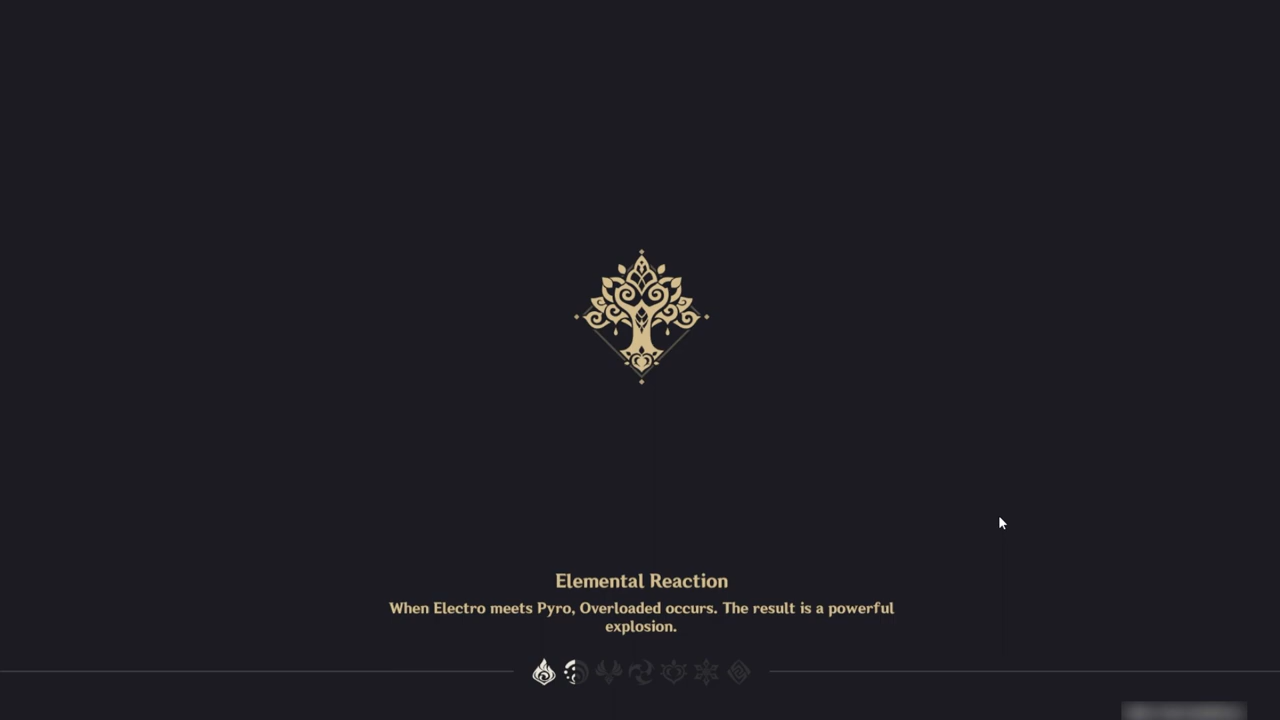 Elemental Reaction
When Electro meets Pyro, Overloaded occurs. The result is a powerful
explosion.